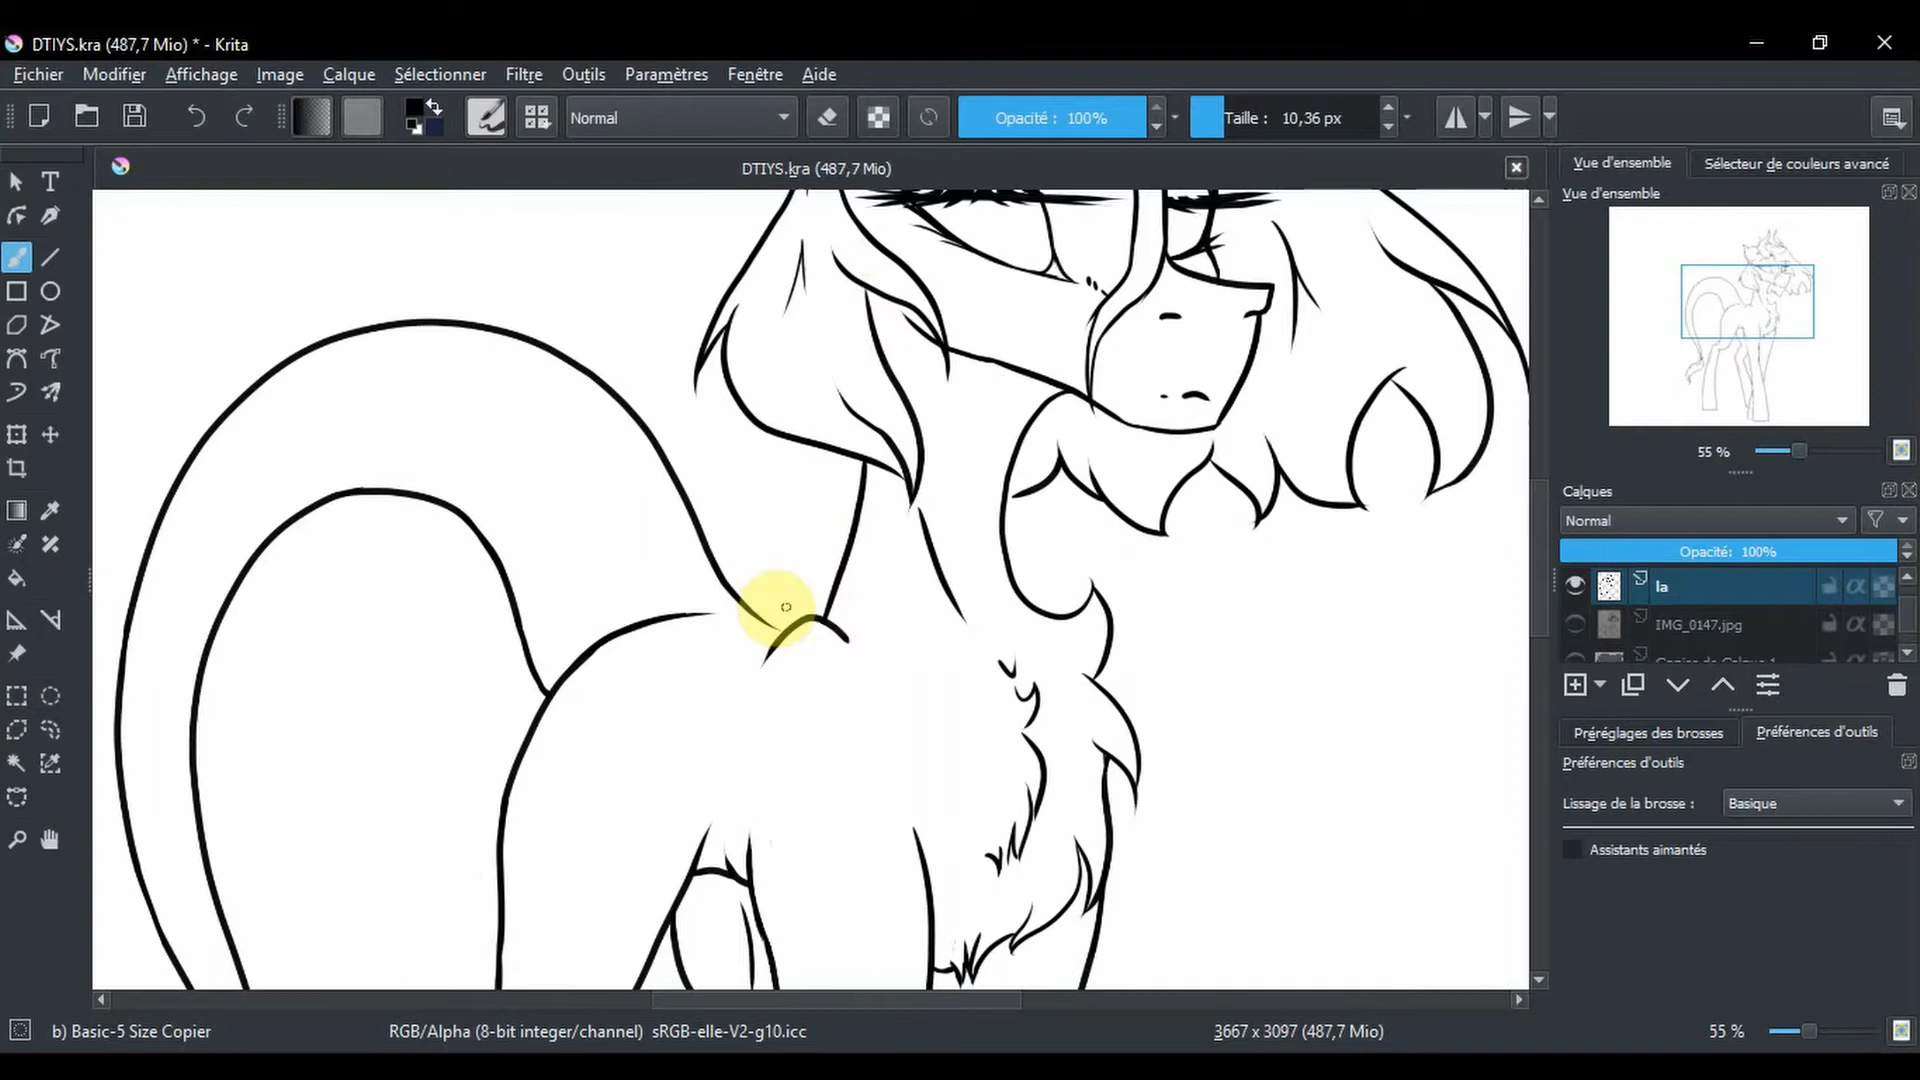 DTIYS.kra (487,7 Mio) * - Krita
Fichier Modifier Affichage Image Calque Sélectionner Filtre Outils Paramètres Fenêtre Aide
Normal Opacité : 100% Taille : 10,36 px
DTIYS.kra (487,7 Mio)
Vue d'ensemble Sélecteur de couleurs avancé
Vue d'ensemble
55 %
Calques
Normal
Opacité: 100%
la
IMG_0147.jpg
Préréglages des brosses Préférences d'outils
Préférences d'outils
Lissage de la brosse : Basique
Assistants aimantés
b) Basic-5 Size Copier RGB/Alpha (8-bit integer/channel) sRGB-elle-V2-g10.icc 3667 x 3097 (487,7 Mio) 55 %